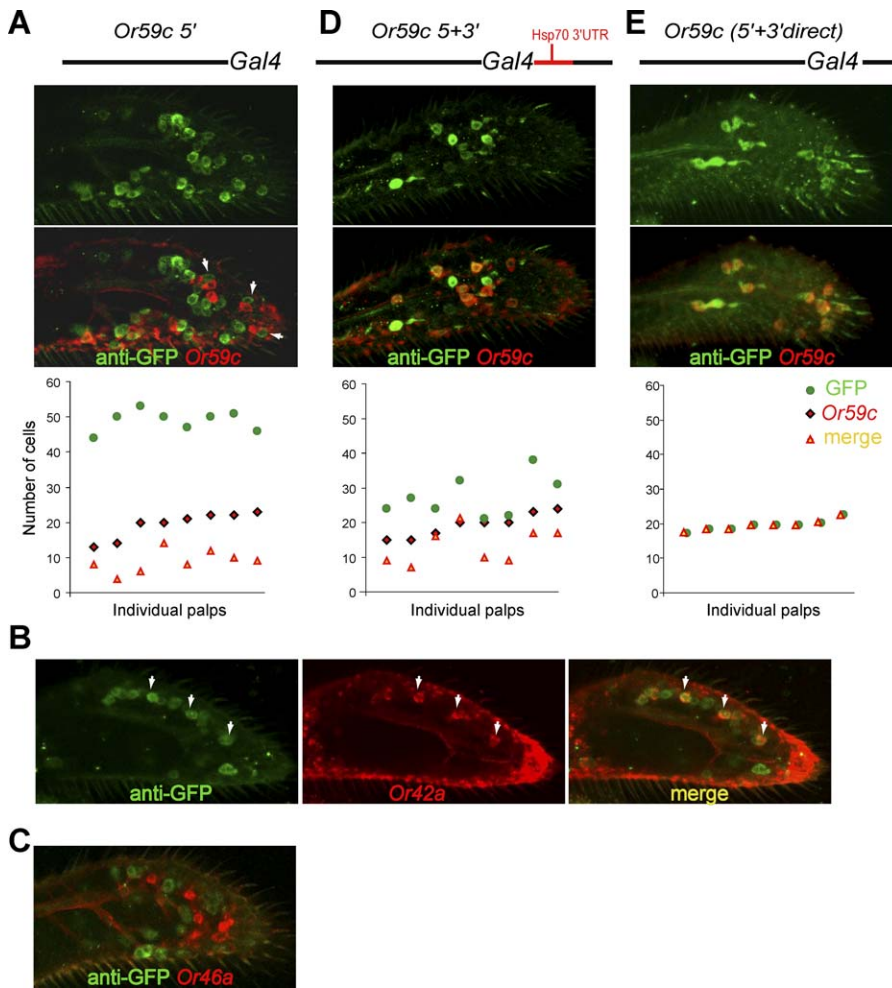 A
Or59c 5'
Gal4
anti-GFP Or59c
Number of cells
60
50
40
30
20
10
0
Individual palps
D
Or59c 5+3'
Hsp70 3'UTR
Gal4
anti-GFP Or59c
60
50
40
30
20
10
0
Individual palps
E
Or59c (5'+3'direct)
Gal4
anti-GFP Or59c
60
50
40
30
20
10
0
GFP
Or59c
merge
Individual palps
B
anti-GFP
Or42a
merge
C
anti-GFP Or46a